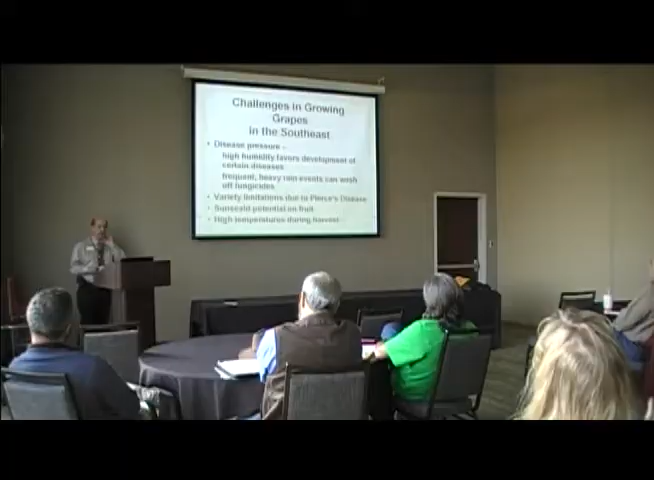 Challenges in Growing
Grapes
in the Southeast
• Disease pressure –
high humidity favors development of
certain diseases
frequent, heavy rain events can wash
off fungicides
• Variety limitations due to Pierce's Disease
• Sunscald potential on fruit
• High temperatures during harvest